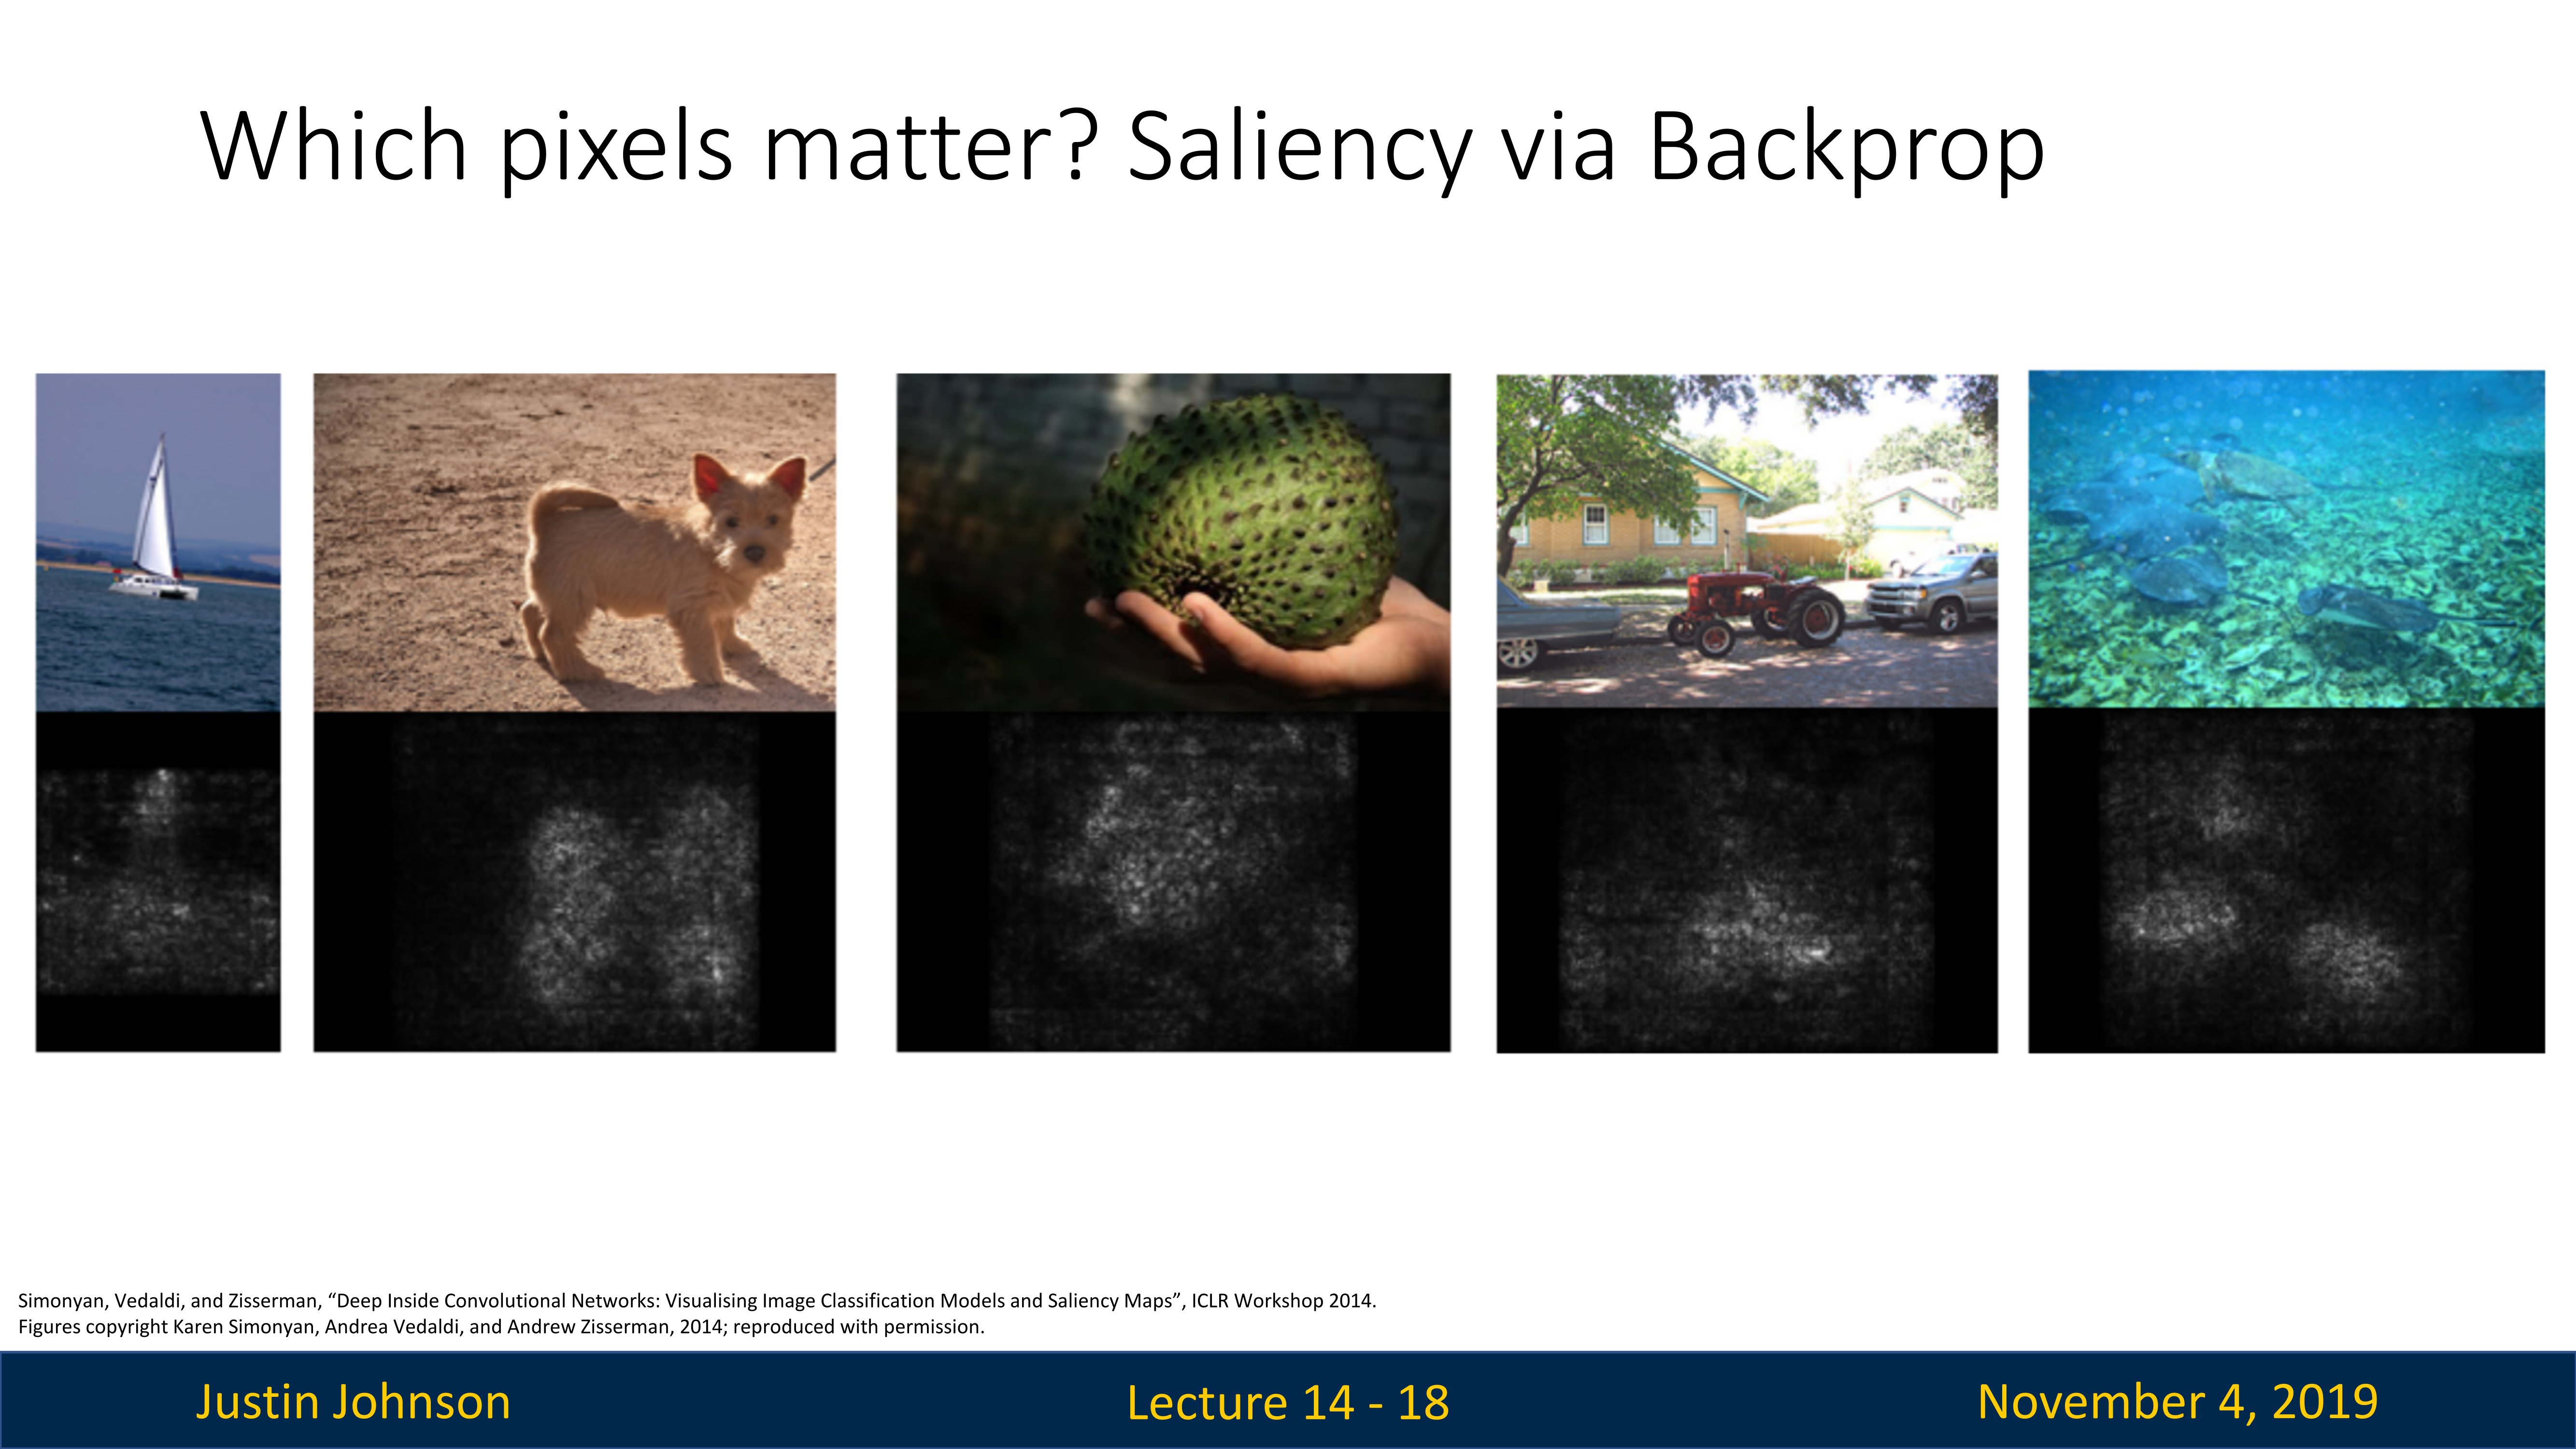 Which pixels matter? Saliency via Backprop
Simonyan, Vedaldi, and Zisserman, “Deep Inside Convolutional Networks: Visualising Image Classification Models and Saliency Maps”, ICLR Workshop 2014.
Figures copyright Karen Simonyan, Andrea Vedaldi, and Andrew Zisserman, 2014; reproduced with permission.
Justin Johnson
Lecture 14 - 18
November 4, 2019